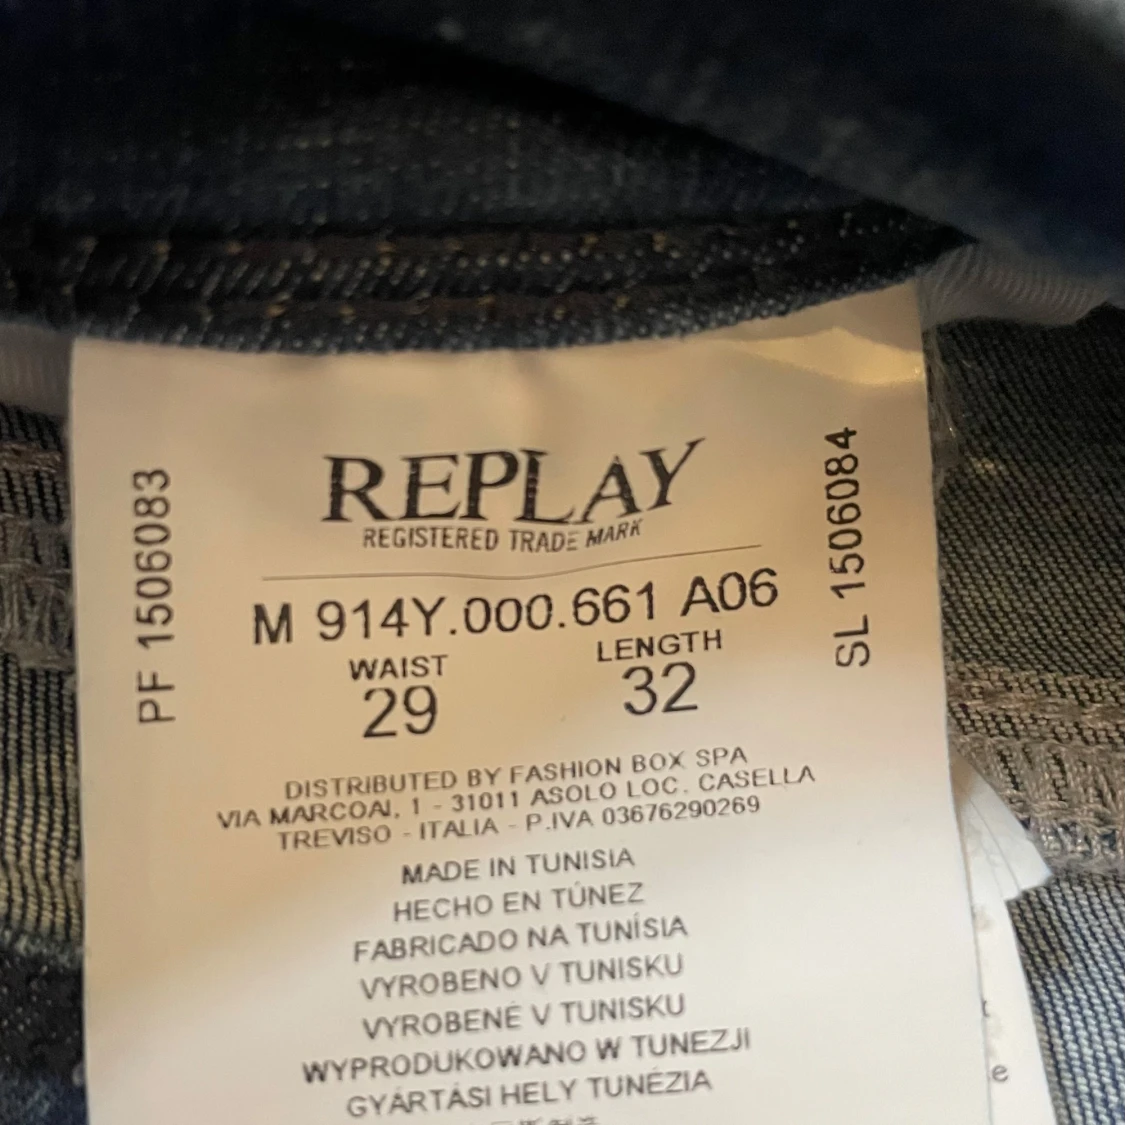 REPLAY
REGISTERED TRADE MARK
PF 1506083
SL 1506084
M 914Y.000.661 A06
WAIST LENGTH
29 32
DISTRIBUTED BY FASHION BOX SPA
VIA MARCOAI, 1 - 31011 ASOLO LOC. CASELLA
TREVISO - ITALIA - P.IVA 03676290269
MADE IN TUNISIA
HECHO EN TÚNEZ
FABRICADO NA TUNÍSIA
VYROBENO V TUNISKU
VYROBENÉ V TUNISKU
WYPRODUKOWANO W TUNEZJI
GYÁRTÁSI HELY TUNÉZIA
e